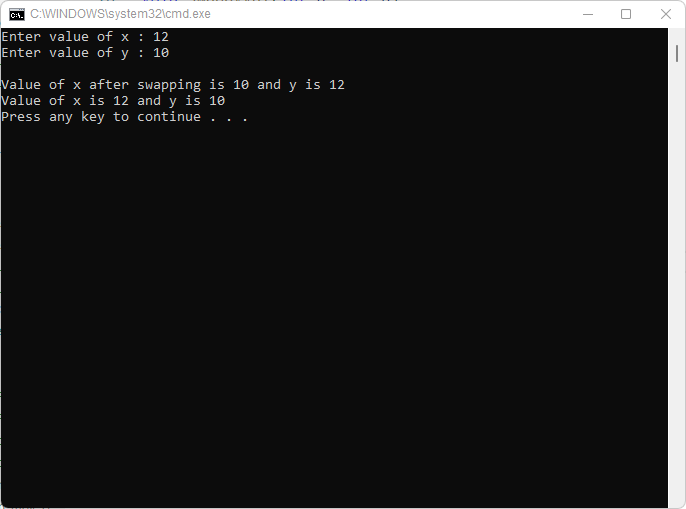 C:\WINDOWS\system32\cmd.exe
Enter value of x : 12
Enter value of y : 10
Value of x after swapping is 10 and y is 12
Value of x is 12 and y is 10
Press any key to continue . . .